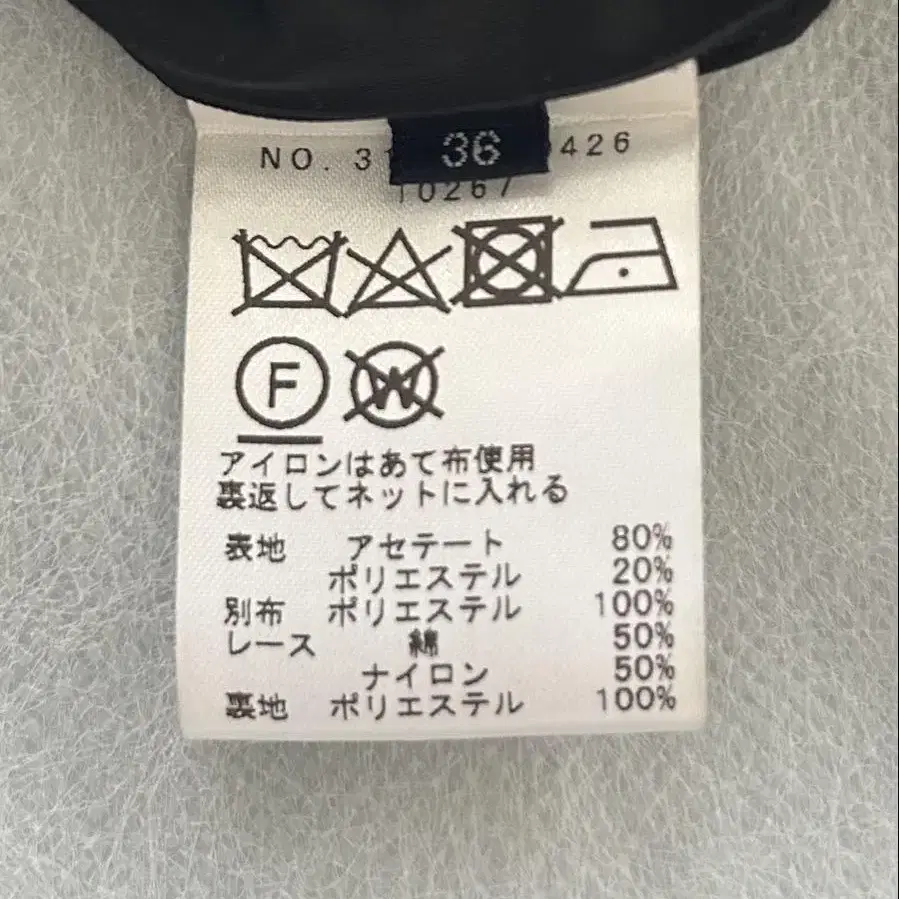 36
NO. 3 426
10267
F
W
アイロンはあて布使用
裏返してネットに入れる
表地 アセテート 80%
ポリエステル 20%
別布 ポリエステル 100%
レース 綿 50%
ナイロン 50%
裏地 ポリエステル 100%